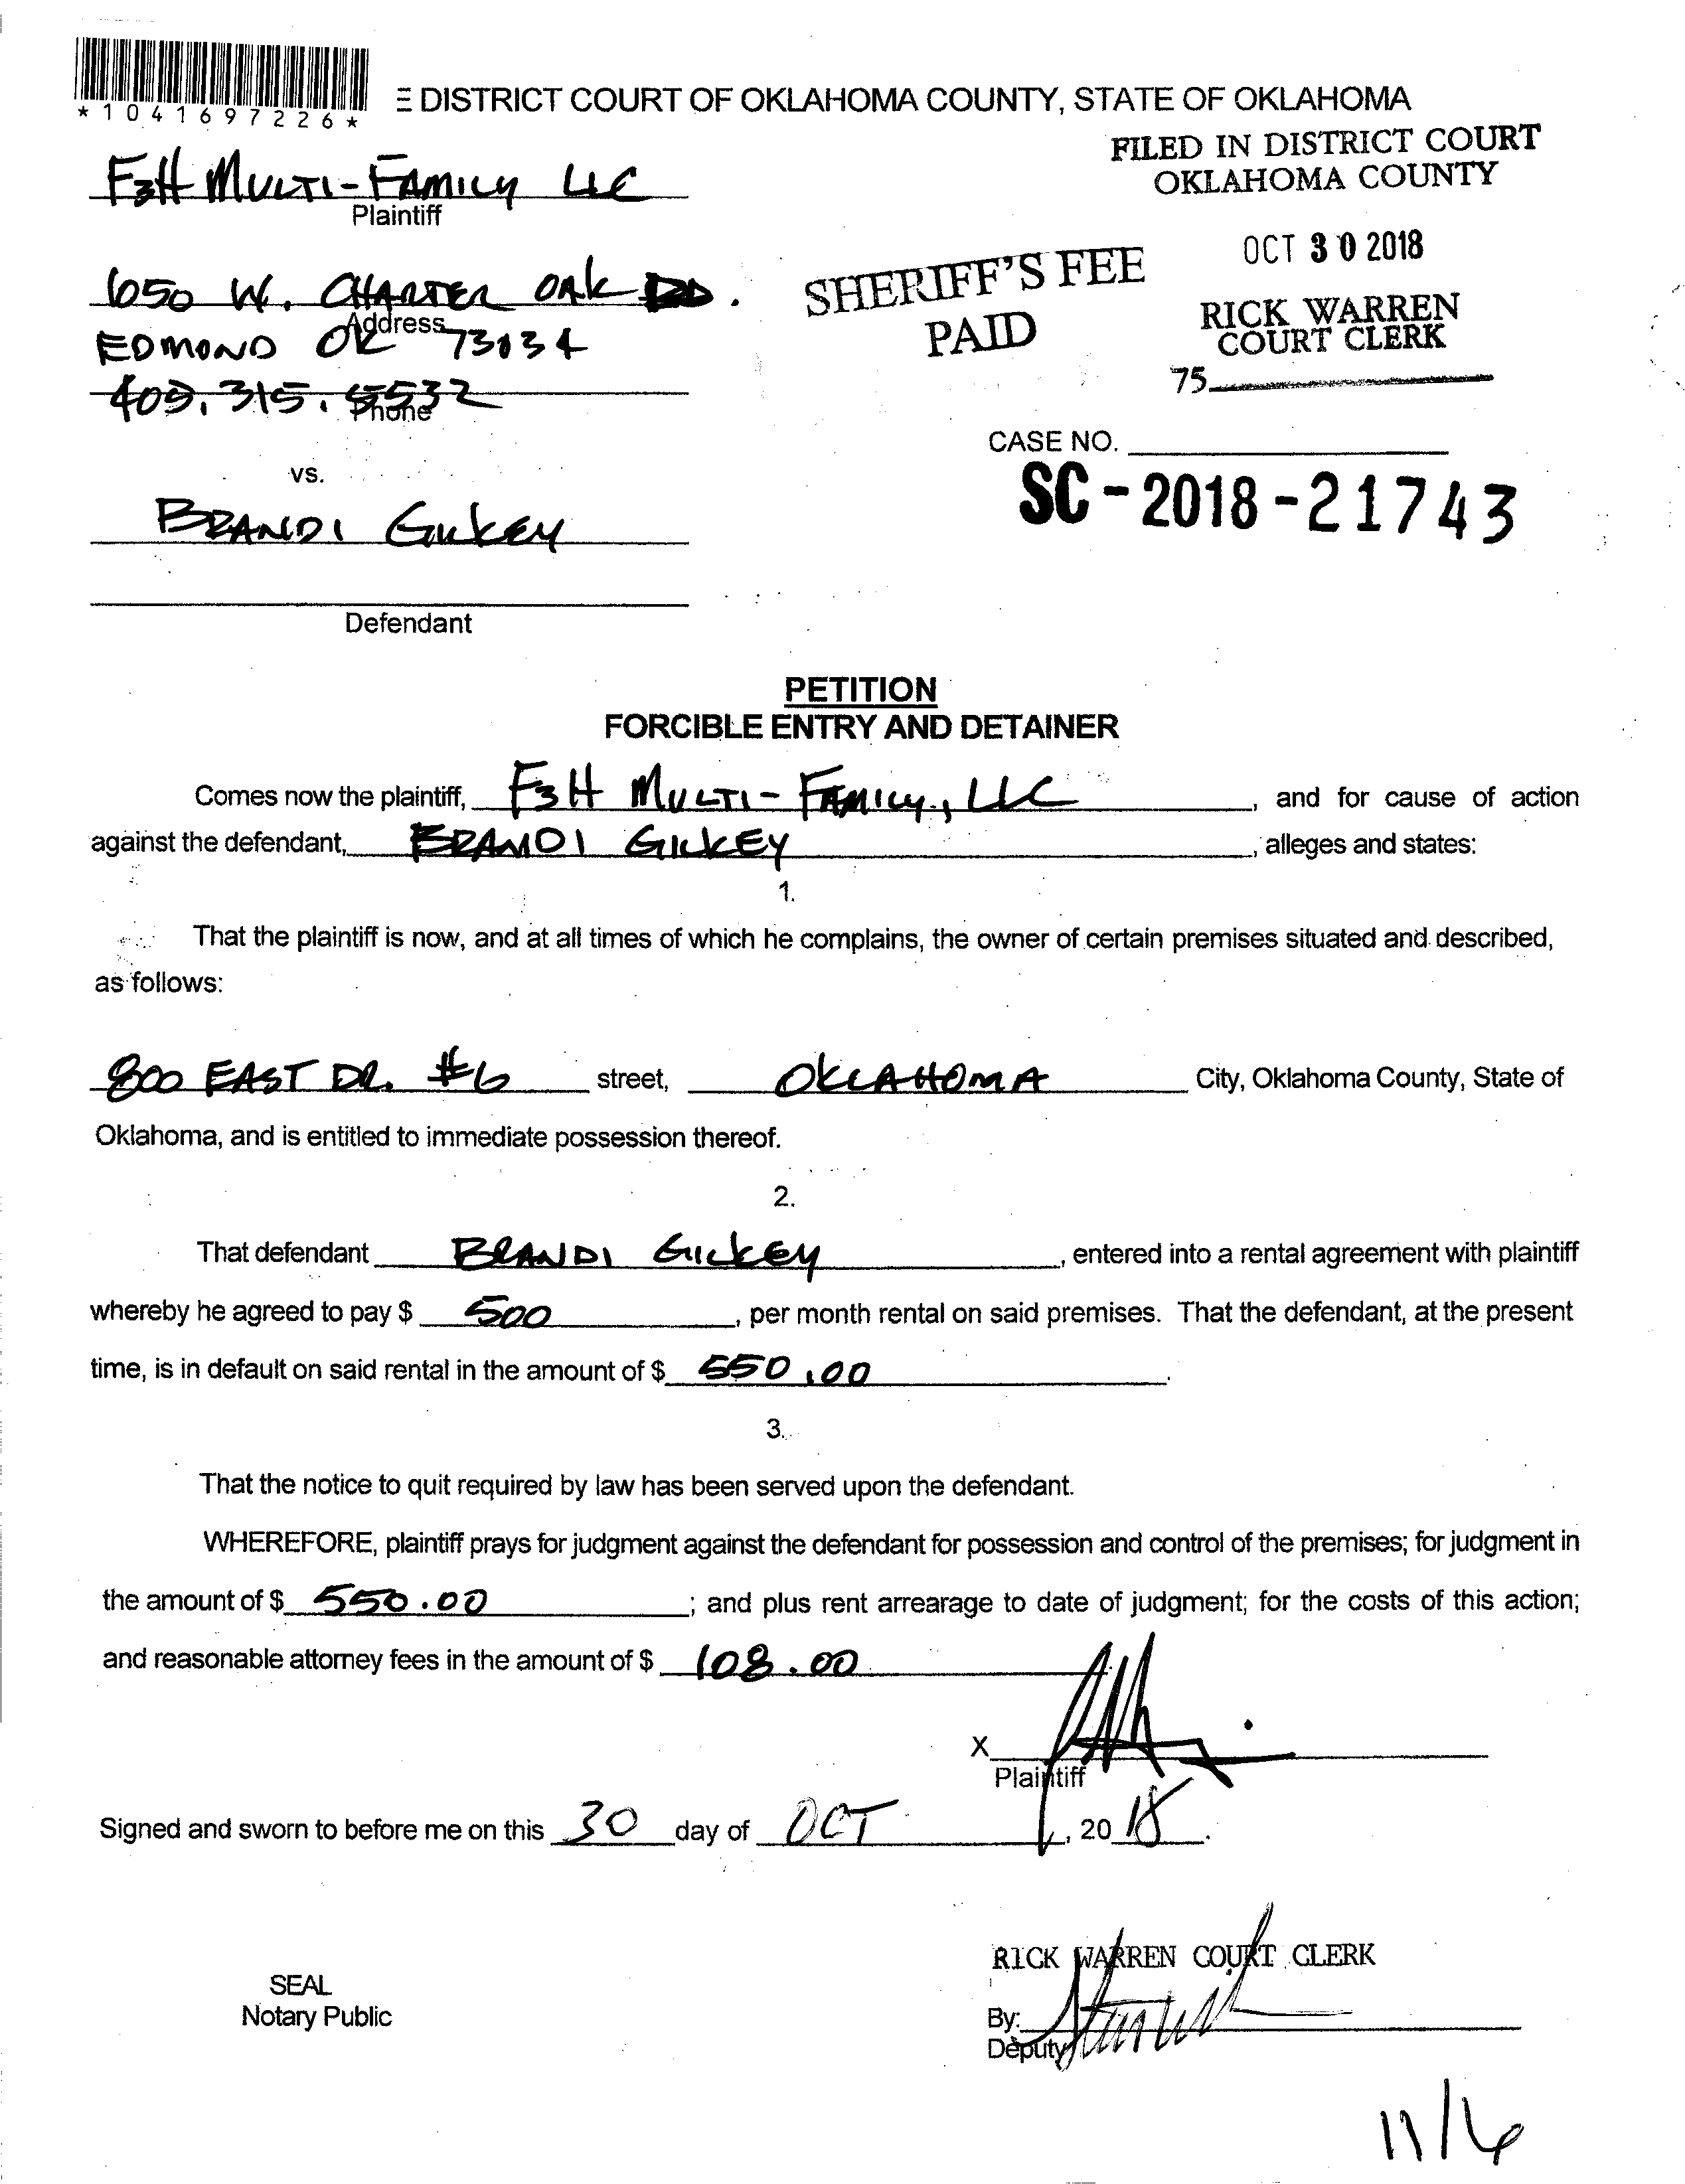 *1041697226*
E DISTRICT COURT OF OKLAHOMA COUNTY, STATE OF OKLAHOMA
FILED IN DISTRICT COURT
OKLAHOMA COUNTY
F3H MULTI-FAMILY LLC
Plaintiff
OCT 30 2018
SHERIFF'S FEE
PAID
RICK WARREN
COURT CLERK
75
1050 W. CHARTER OAK RD.
Address
EDMOND OK 73034
405.315.5532
Phone
CASE NO.
SC-2018-21743
vs.
BRANDI GILKEY
Defendant
PETITION
FORCIBLE ENTRY AND DETAINER
Comes now the plaintiff, F3H MULTI-FAMILY, LLC, and for cause of action
against the defendant, BRANDI GILKEY, alleges and states:
1.
That the plaintiff is now, and at all times of which he complains, the owner of certain premises situated and described,
as follows:
800 EAST DR. #6 street, OKLAHOMA City, Oklahoma County, State of
Oklahoma, and is entitled to immediate possession thereof.
2.
That defendant BRANDI GILKEY, entered into a rental agreement with plaintiff
whereby he agreed to pay $ 500, per month rental on said premises. That the defendant, at the present
time, is in default on said rental in the amount of $ 550.00.
3.
That the notice to quit required by law has been served upon the defendant.
WHEREFORE, plaintiff prays for judgment against the defendant for possession and control of the premises; for judgment in
the amount of $ 550.00; and plus rent arrearage to date of judgment; for the costs of this action;
and reasonable attorney fees in the amount of $ 108.00
X
Plaintiff
Signed and sworn to before me on this 30 day of OCT, 2018.
RICK WARREN COURT CLERK
SEAL
Notary Public
By:
Deputy
11/6